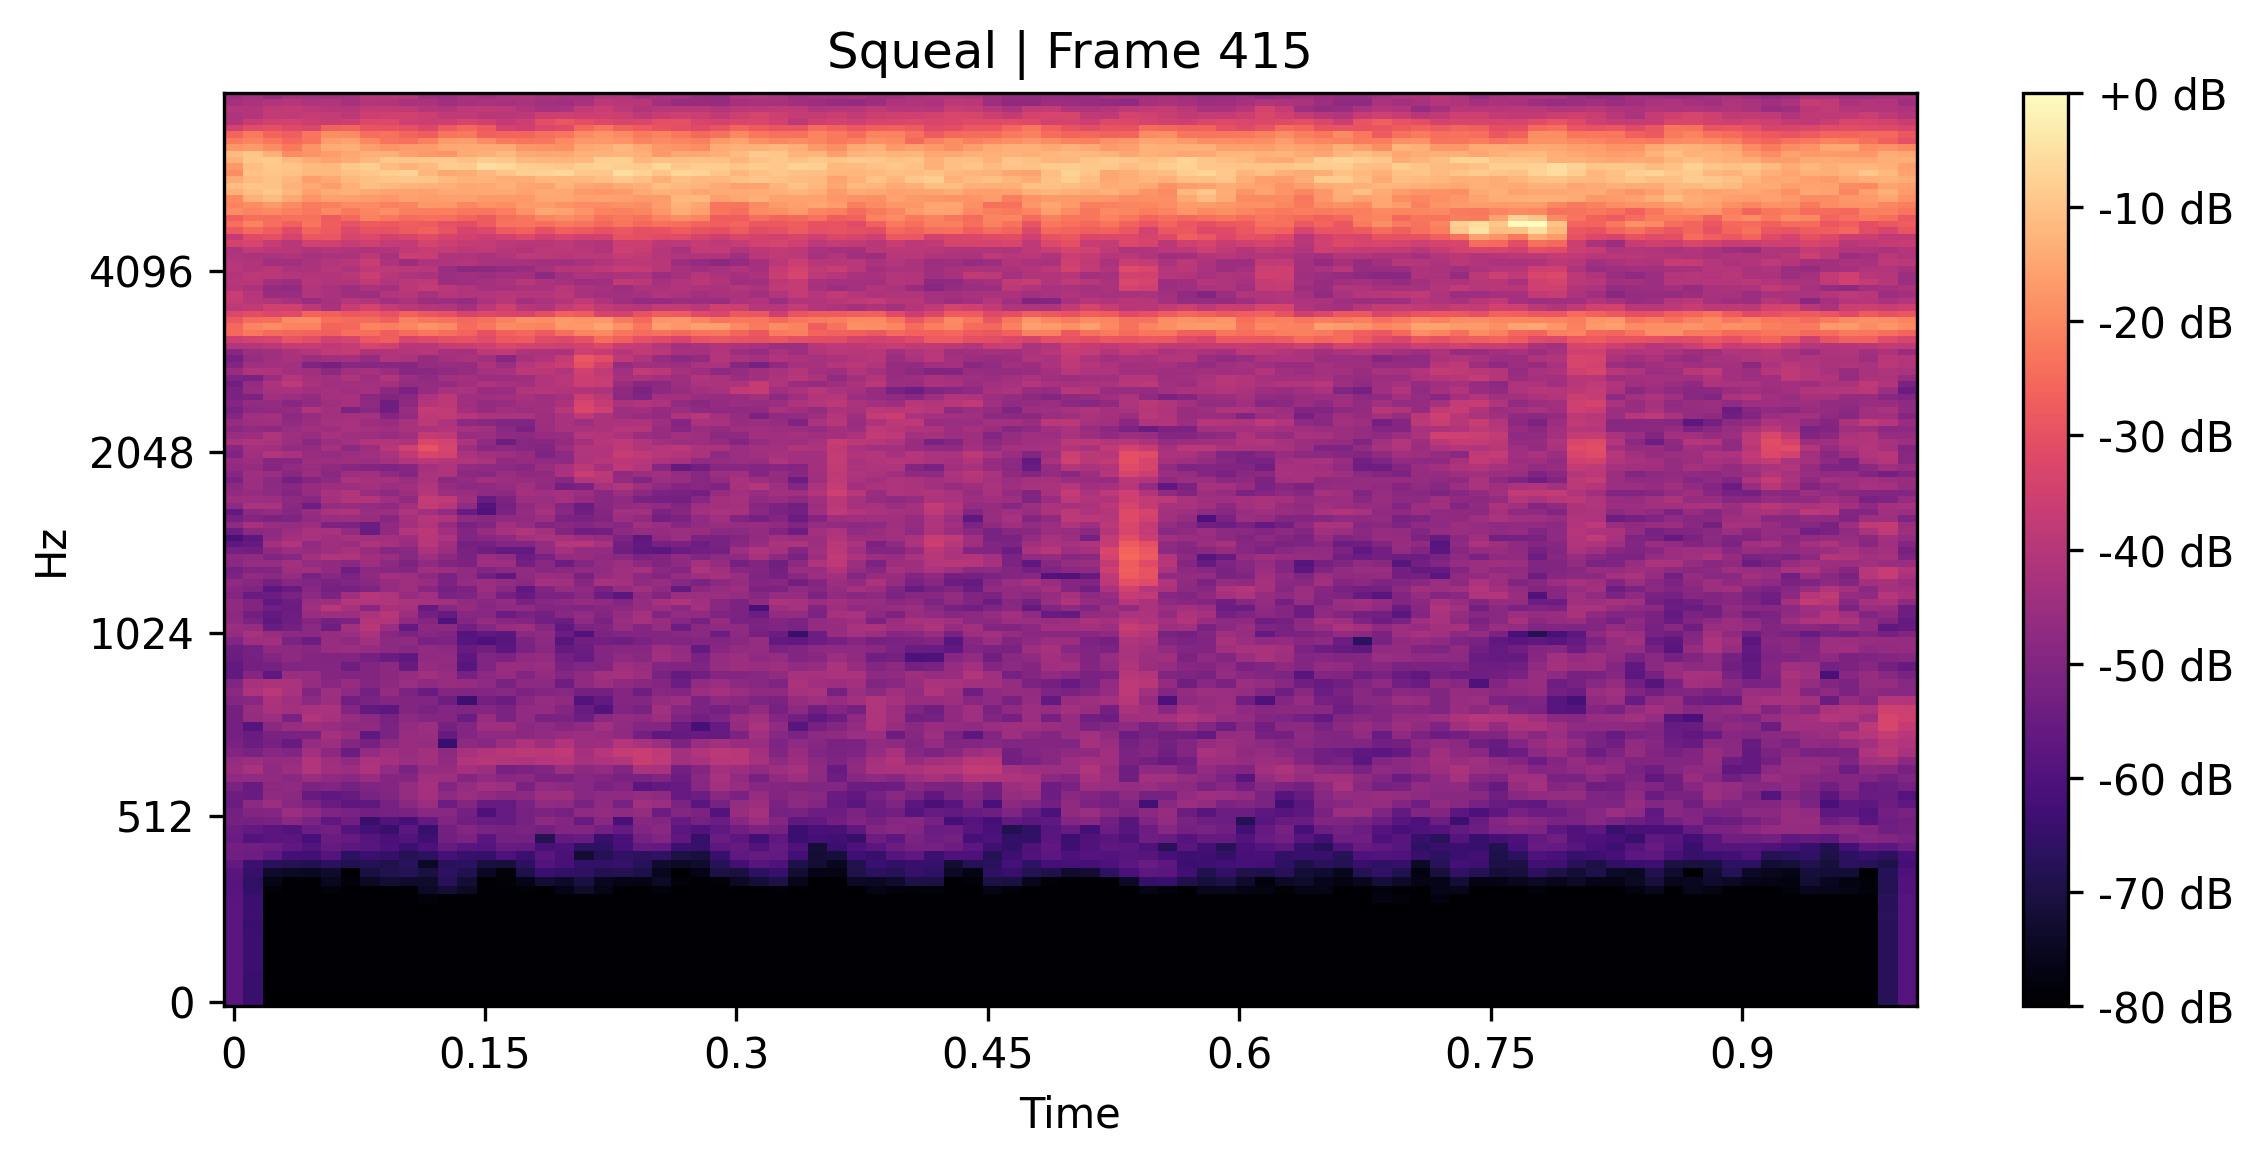 Squeal | Frame 415
+0 dB
-10 dB
-20 dB
-30 dB
-40 dB
-50 dB
-60 dB
-70 dB
-80 dB
4096
2048
1024
512
0
Hz
0 0.15 0.3 0.45 0.6 0.75 0.9
Time